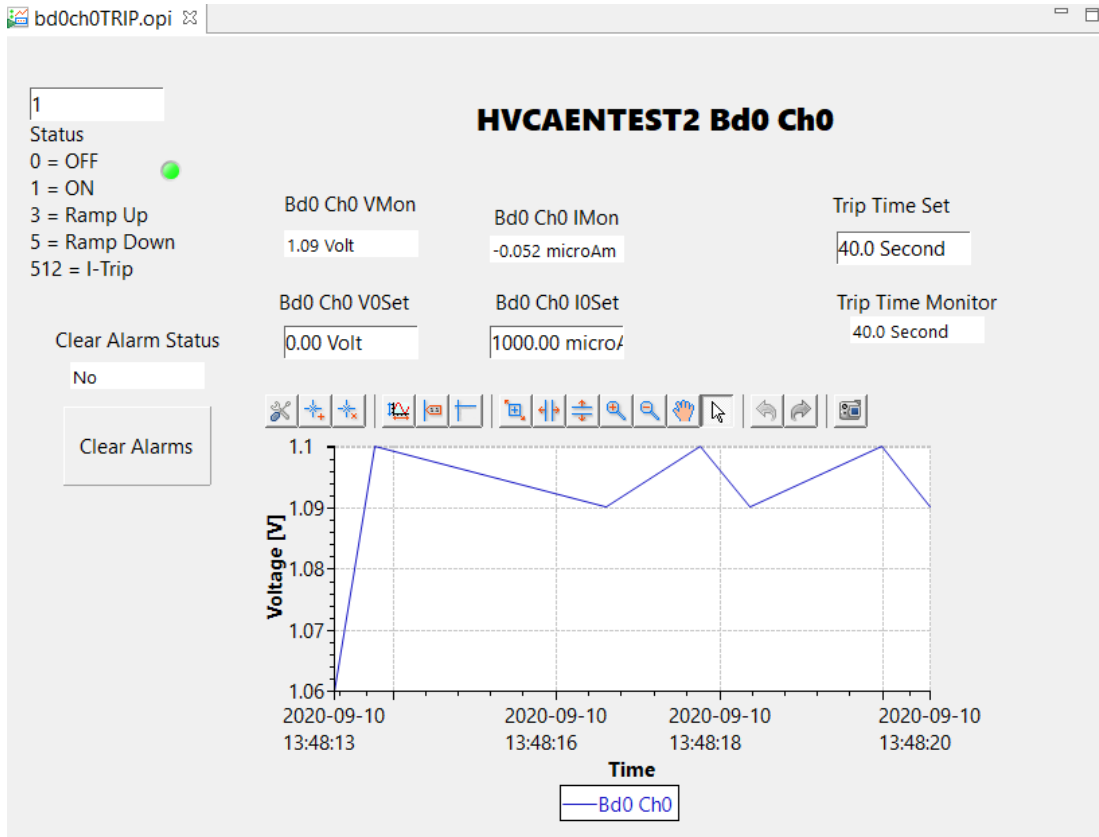 bd0ch0TRIP.opi
1
Status
0 = OFF
1 = ON
3 = Ramp Up
5 = Ramp Down
512 = I-Trip
HVCAENTEST2 Bd0 Ch0
Bd0 Ch0 VMon
1.09 Volt
Bd0 Ch0 IMon
-0.052 microAm
Trip Time Set
40.0 Second
Bd0 Ch0 V0Set
0.00 Volt
Bd0 Ch0 I0Set
1000.00 microA
Trip Time Monitor
40.0 Second
Clear Alarm Status
No
Clear Alarms
1.1
1.09
1.08
1.07
1.06
Voltage [V]
2020-09-10 2020-09-10 2020-09-10 2020-09-10
13:48:13 13:48:16 13:48:18 13:48:20
Time
Bd0 Ch0